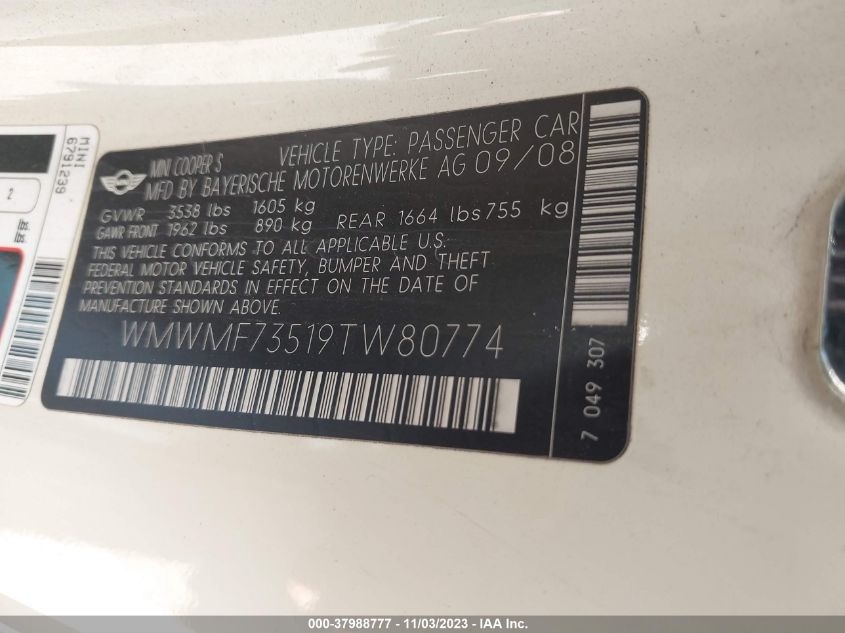 MINI
6791239
2
lbs.
lbs.
MINI COOPER S VEHICLE TYPE: PASSENGER CAR
MFD BY BAYERISCHE MOTORENWERKE AG 09/08
GVWR 3538 lbs 1605 kg
GAWR FRONT 1962 lbs 890 kg REAR 1664 lbs 755 kg
THIS VEHICLE CONFORMS TO ALL APPLICABLE U.S.
FEDERAL MOTOR VEHICLE SAFETY, BUMPER AND THEFT
PREVENTION STANDARDS IN EFFECT ON THE DATE OF
MANUFACTURE SHOWN ABOVE.
WMWMF73519TW80774
7 049 307
000-37988777 - 11/03/2023 - IAA Inc.